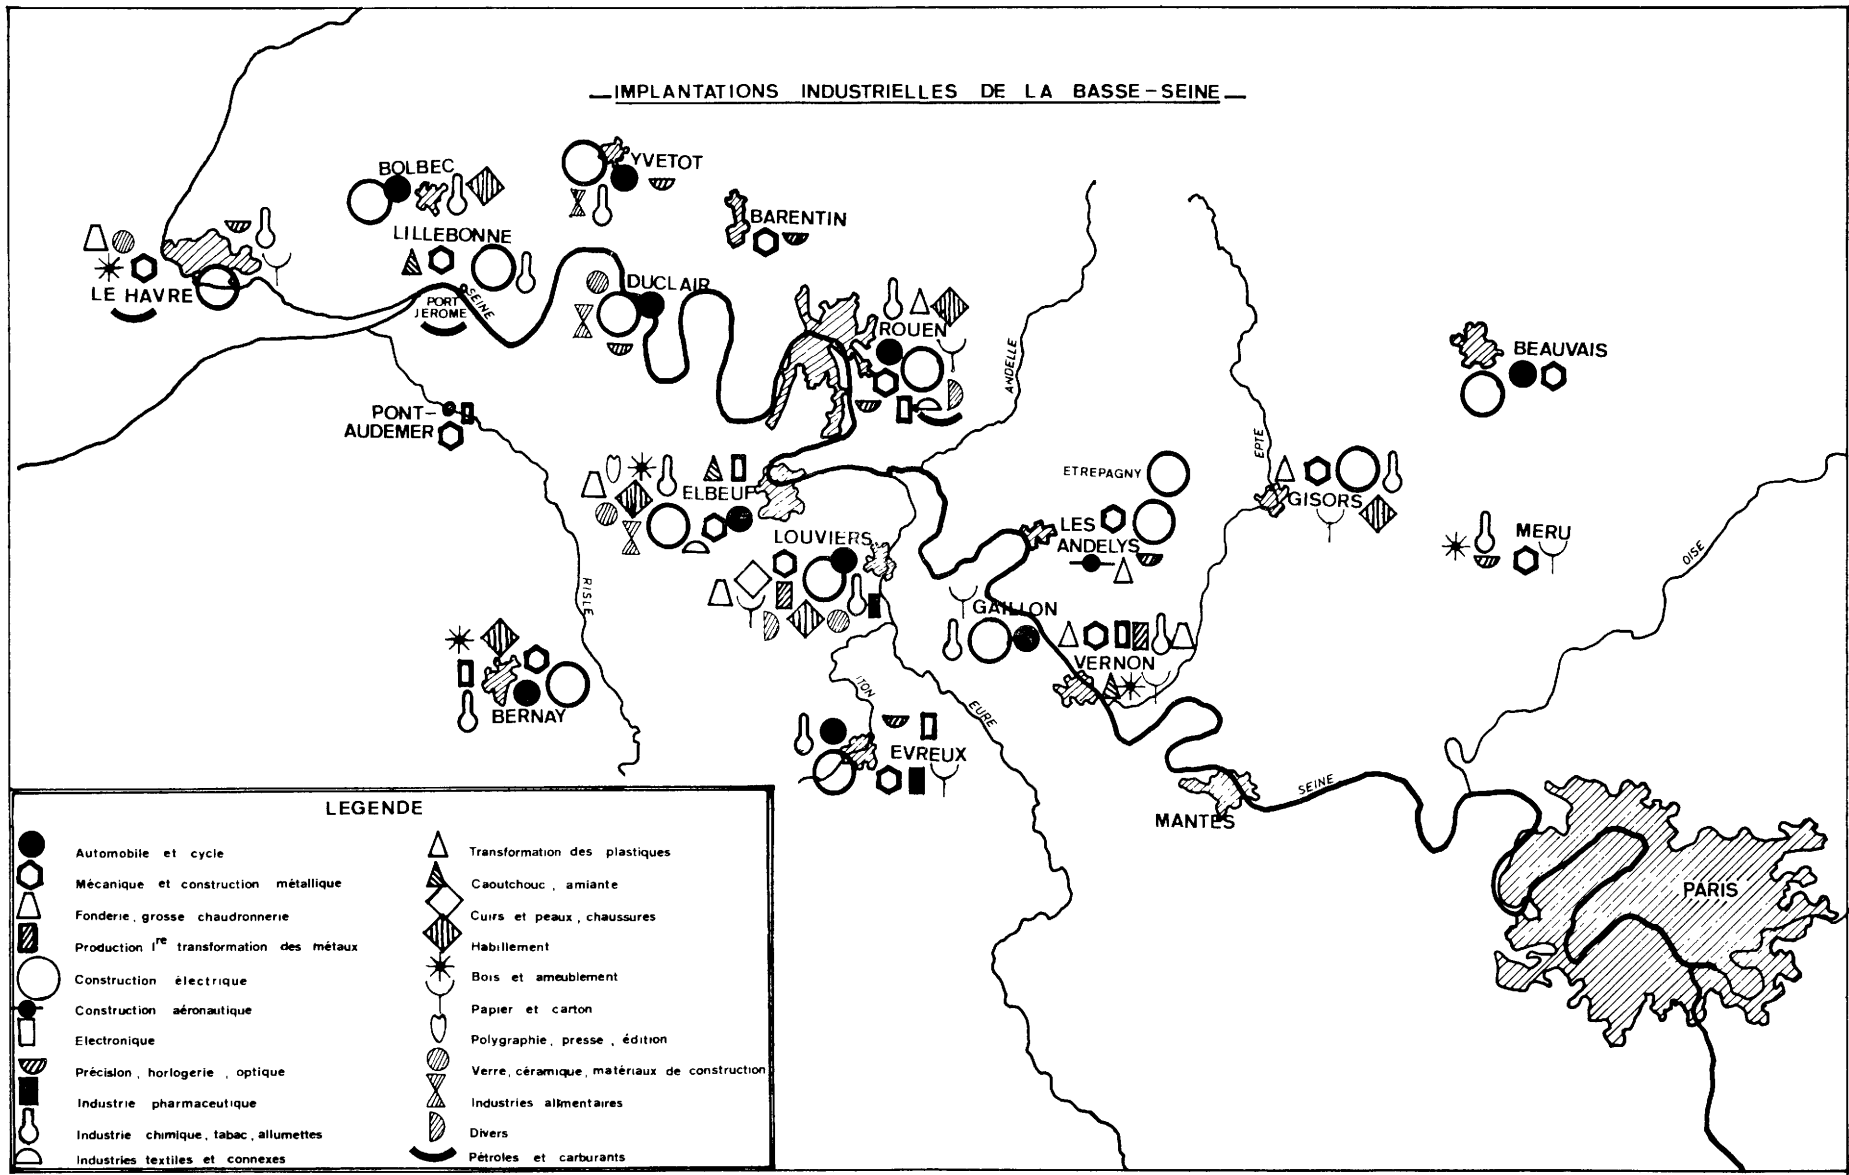 IMPLANTATIONS INDUSTRIELLES DE LA BASSE-SEINE
BOLBEC
YVETOT
BARENTIN
LILLEBONNE
LE HAVRE
PORT
JEROME
SEINE
DUCLAIR
ROUEN
ANDELLE
BEAUVAIS
PONT-
AUDEMER
EPTE
ETREPAGNY
GISORS
ELBEUF
LES
ANDELYS
MERU
OISE
LOUVIERS
RISLE
GAILLON
VERNON
BERNAY
ITON
EURE
EVREUX
MANTES
SEINE
PARIS
LEGENDE
Automobile et cycle
Mécanique et construction métallique
Fonderie, grosse chaudronnerie
Production 1re transformation des métaux
Construction électrique
Construction aéronautique
Electronique
Précision, horlogerie, optique
Industrie pharmaceutique
Industrie chimique, tabac, allumettes
Industries textiles et connexes
Transformation des plastiques
Caoutchouc, amiante
Cuirs et peaux, chaussures
Habillement
Bois et ameublement
Papier et carton
Polygraphie, presse, édition
Verre, céramique, matériaux de construction
Industries alimentaires
Divers
Pétroles et carburants